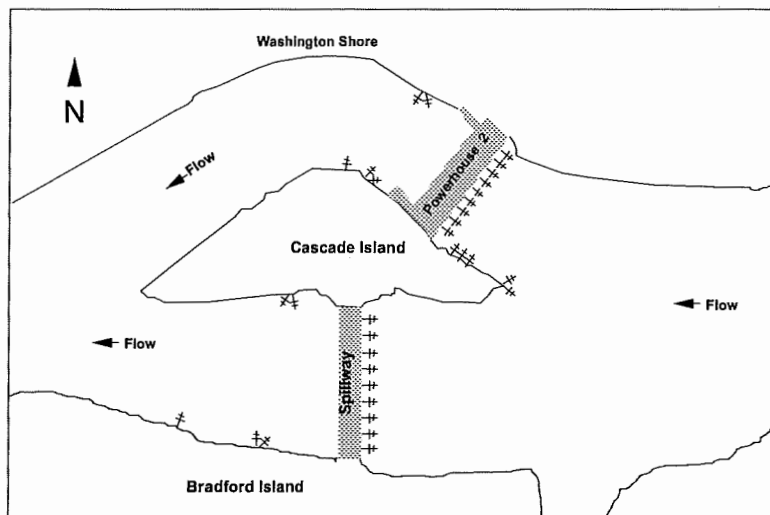 Washington Shore
N
Flow
Powerhouse 2
Cascade Island
Flow
Flow
Spillway
Bradford Island